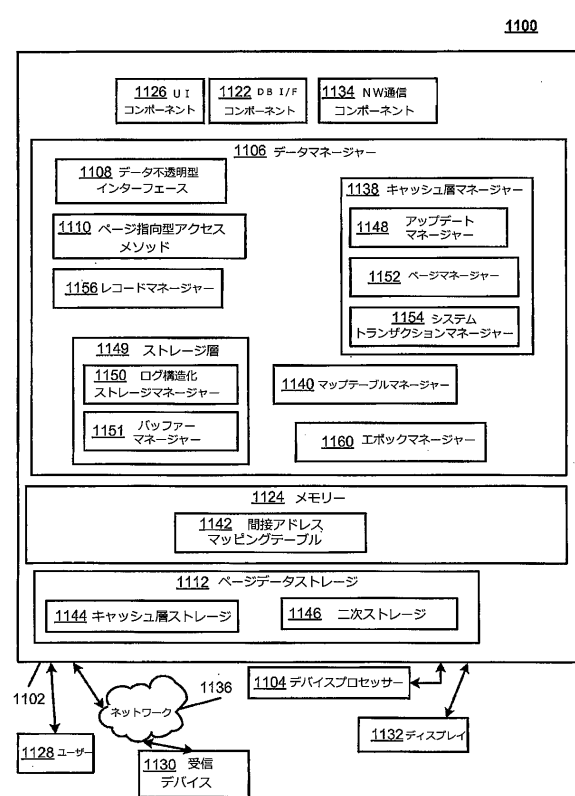 1100
1126 UI
コンポーネント
1122 DB I/F
コンポーネント
1134 NW通信
コンポーネント
1106 データマネージャー
1108 データ不透明型
インターフェース
1110 ページ指向型アクセス
メソッド
1156 レコードマネージャー
1138 キャッシュ層マネージャー
1148 アップデート
マネージャー
1152 ページマネージャー
1154 システム
トランザクションマネージャー
1149 ストレージ層
1150 ログ構造化
ストレージマネージャー
1151 バッファー
マネージャー
1140 マップテーブルマネージャー
1160 エポックマネージャー
1124 メモリー
1142 間接アドレス
マッピングテーブル
1112 ページデータストレージ
1144 キャッシュ層ストレージ
1146 二次ストレージ
1102
ネットワーク
1136
1104 デバイスプロセッサー
1128 ユーザー
1130 受信
デバイス
1132 ディスプレイ